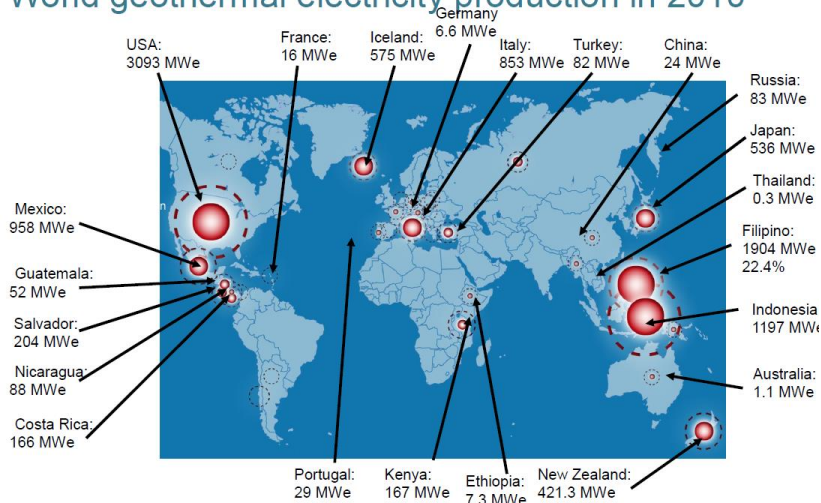 World geothermal electricity production in 2010
Germany
6.6 MWe
USA:
3093 MWe
France:
16 MWe
Iceland:
575 MWe
Italy:
853 MWe
Turkey:
82 MWe
China:
24 MWe
Russia:
83 MWe
Japan:
536 MWe
Thailand:
0.3 MWe
Filipino:
1904 MWe
22.4%
Indonesia
1197 MWe
Australia:
1.1 MWe
Mexico:
958 MWe
Guatemala:
52 MWe
Salvador:
204 MWe
Nicaragua:
88 MWe
Costa Rica:
166 MWe
Portugal:
29 MWe
Kenya:
167 MWe
Ethiopia:
7.3 MWe
New Zealand:
421.3 MWe